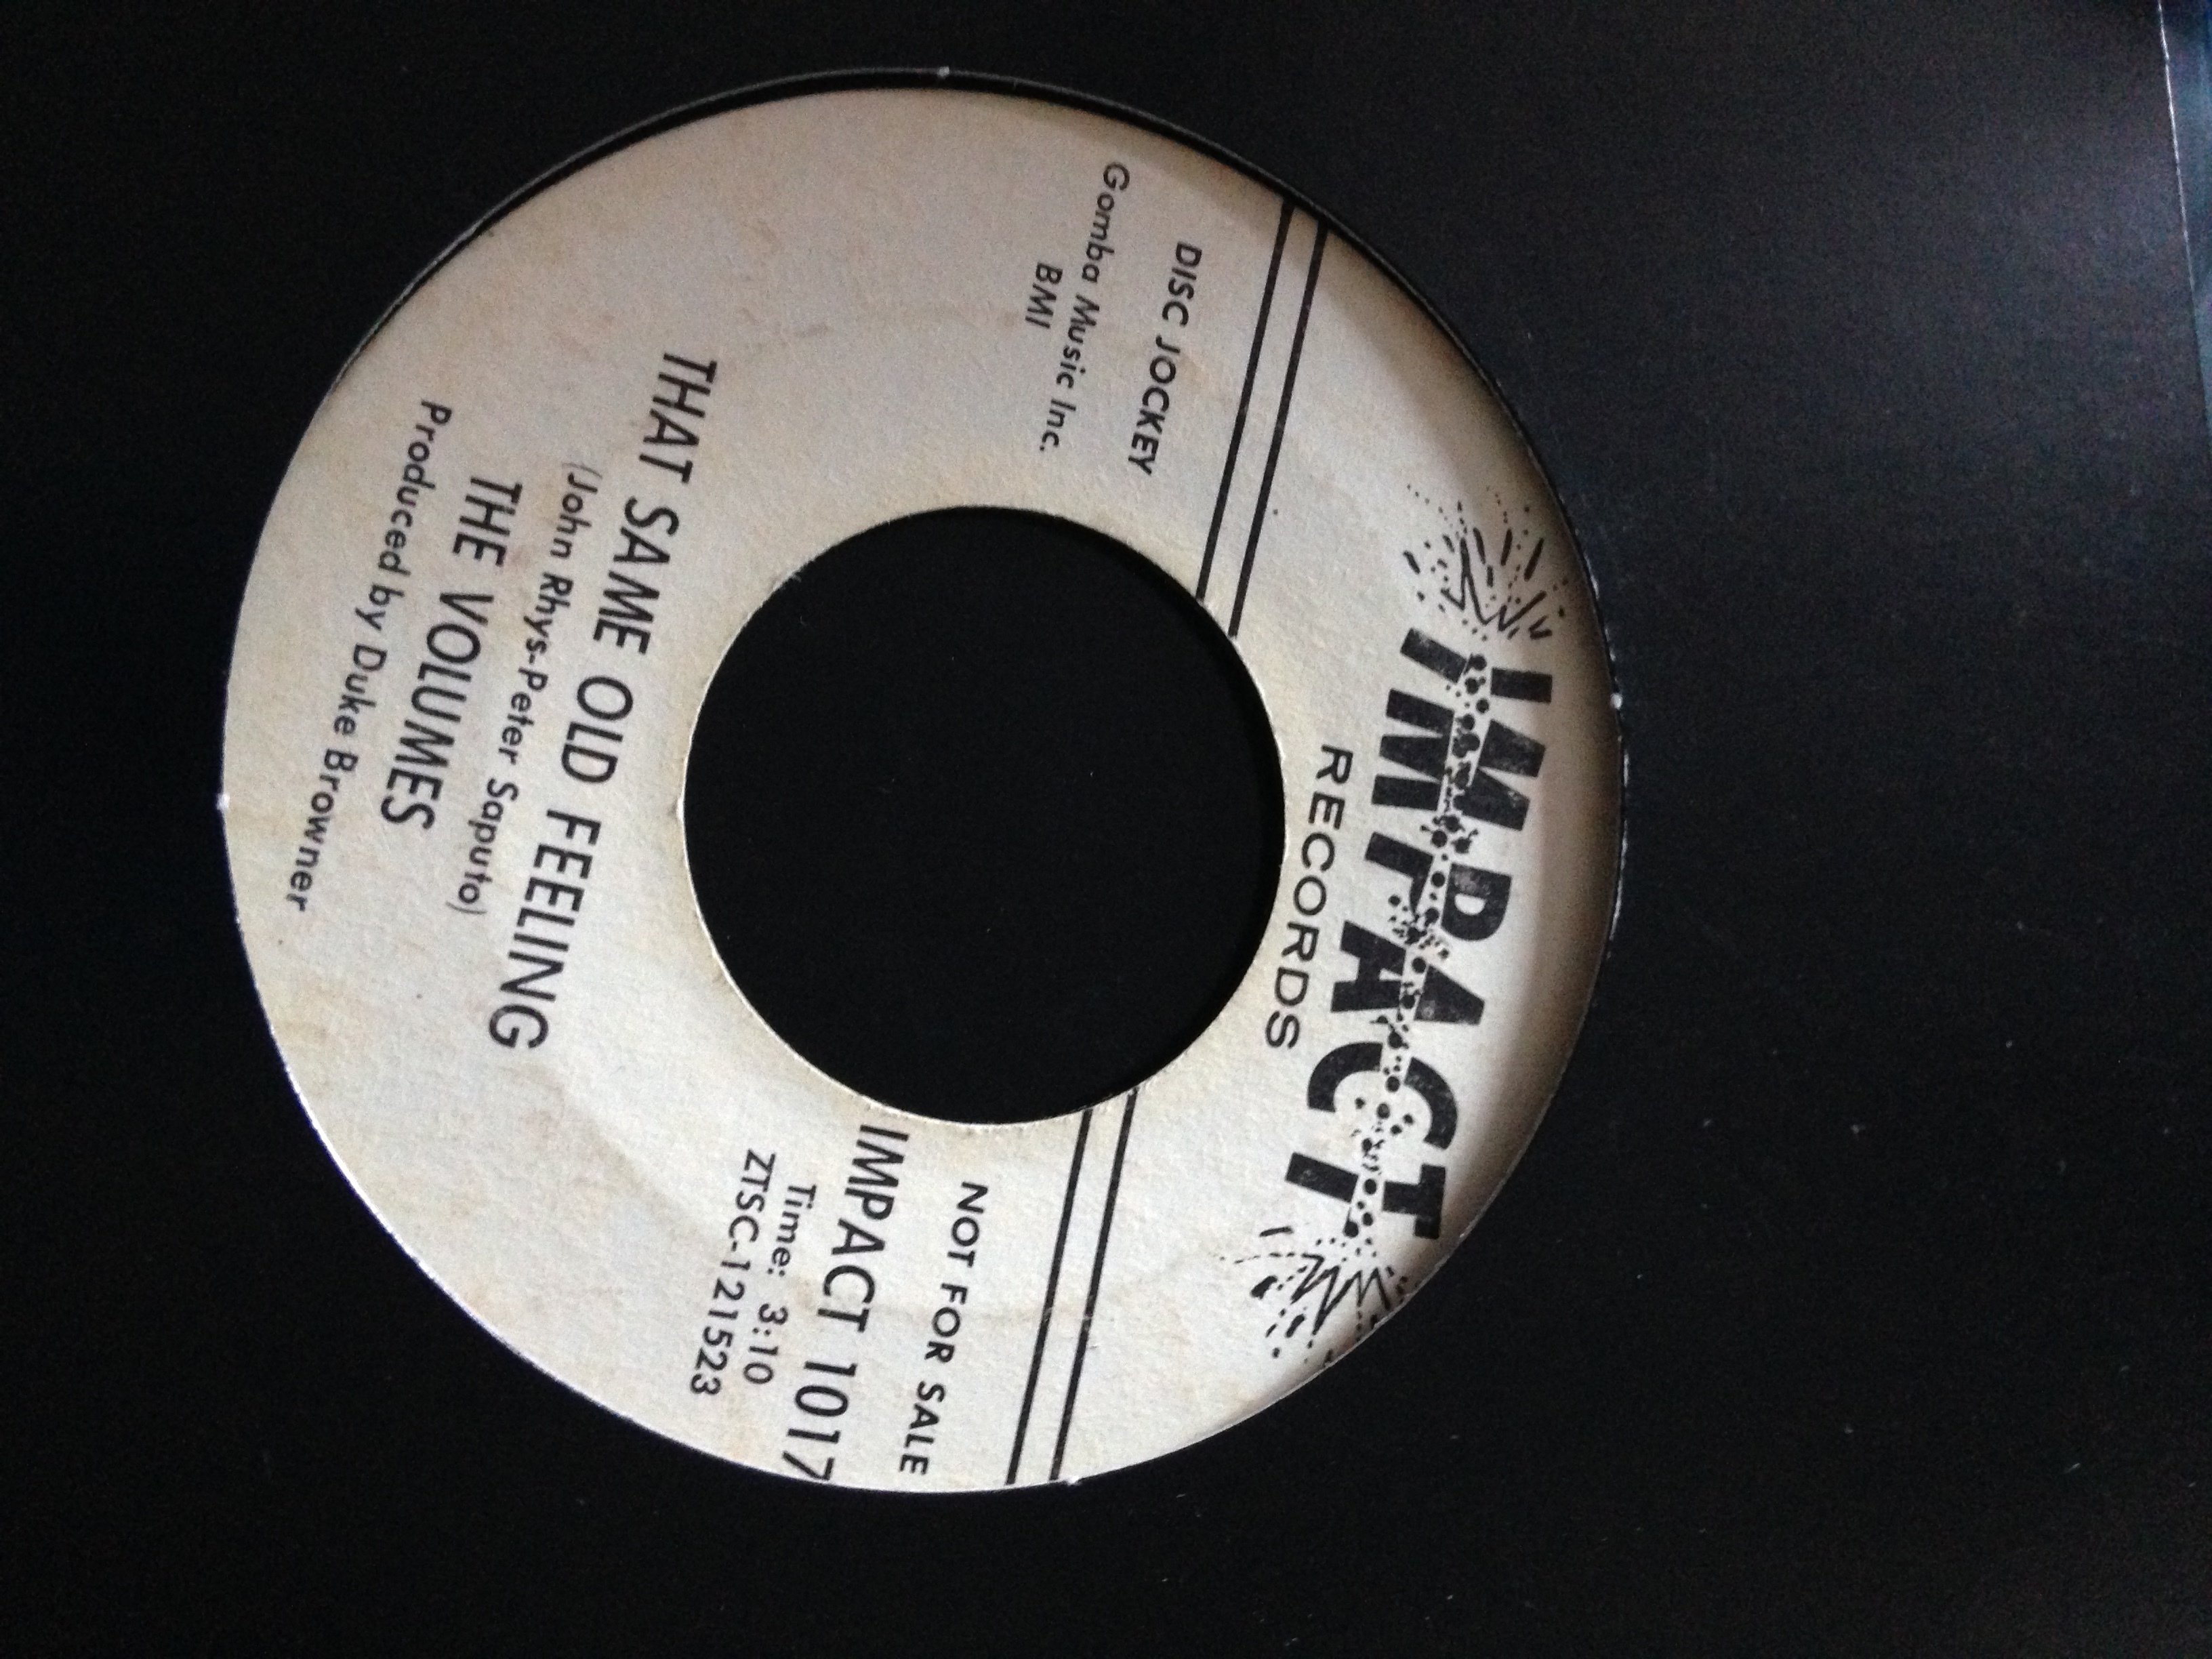 IMPACT
RECORDS
DISC JOCKEY
Gomba Music Inc.
BMI
NOT FOR SALE
IMPACT 1017
Time: 3:10
ZTSC-121523
THAT SAME OLD FEELING
(John Rhys-Peter Saputo)
THE VOLUMES
Produced by Duke Browner